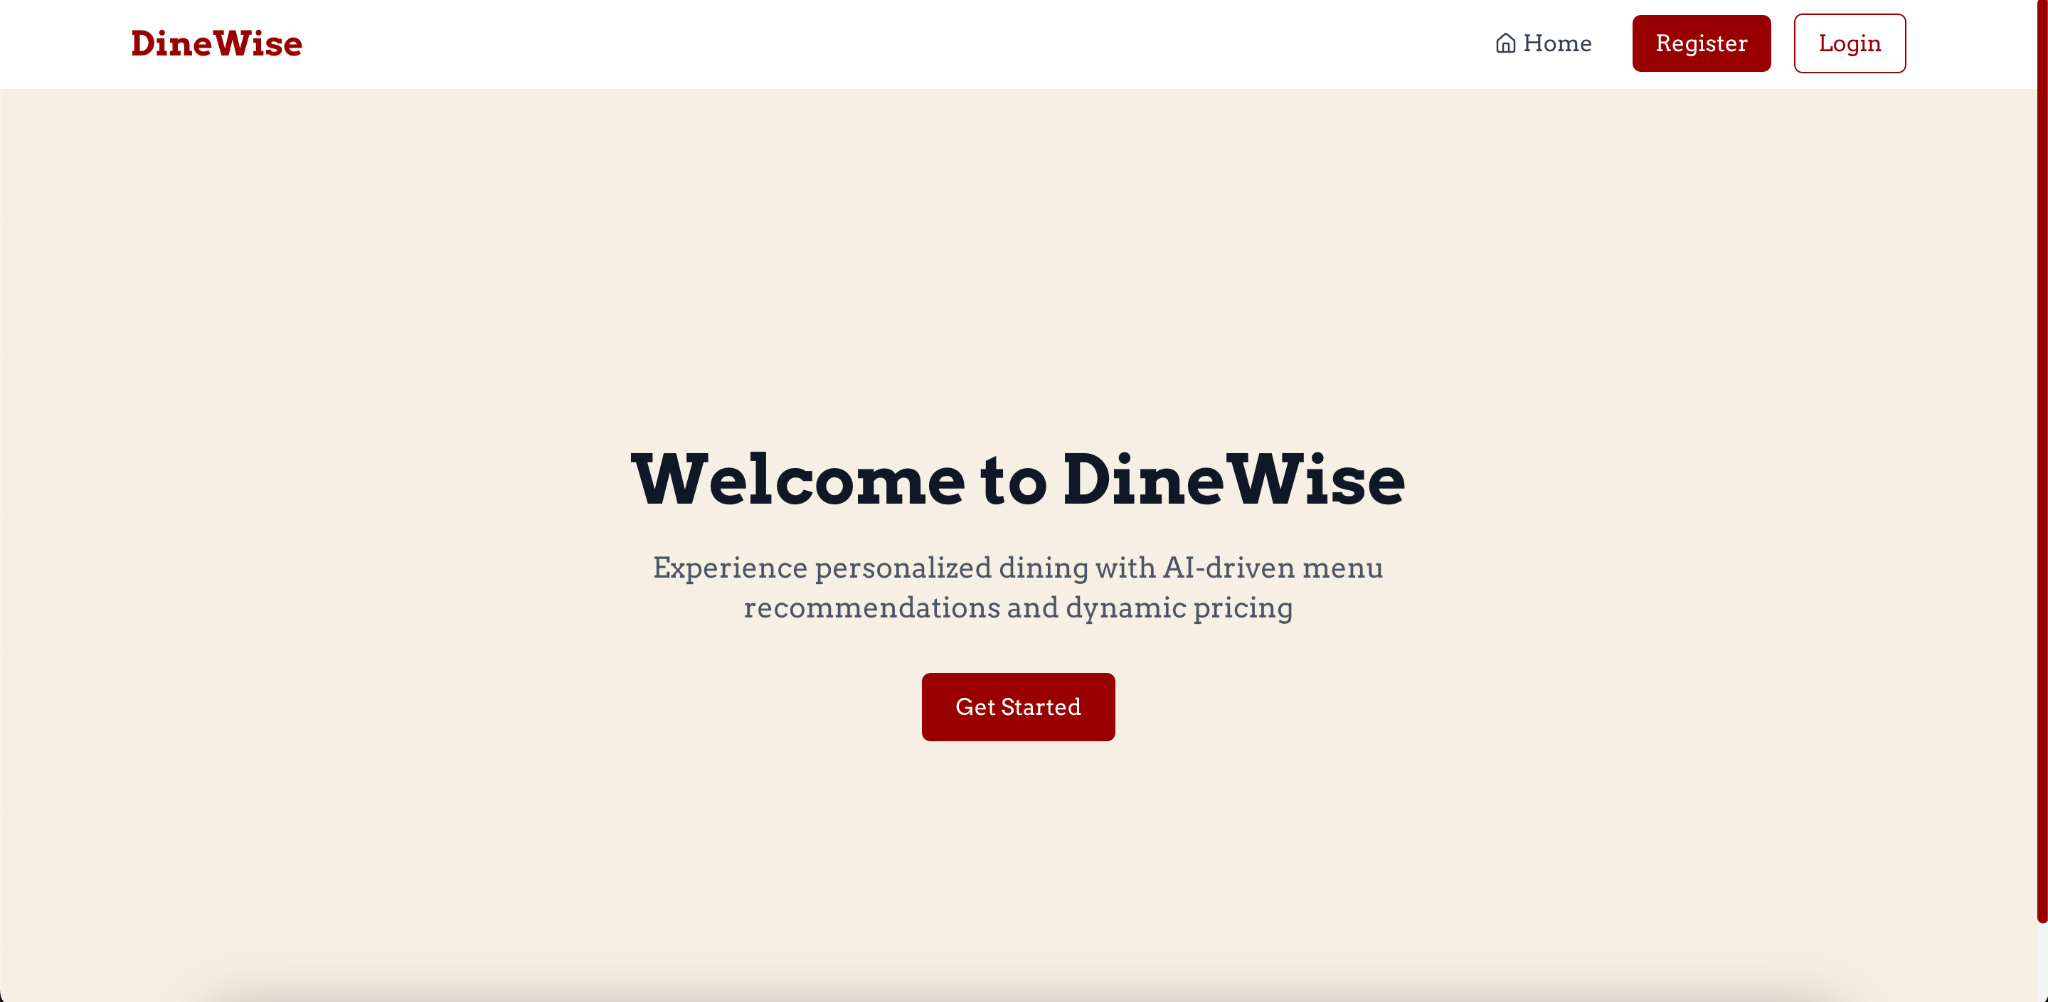 DineWise
Home
Register
Login
Welcome to DineWise
Experience personalized dining with AI-driven menu
recommendations and dynamic pricing
Get Started